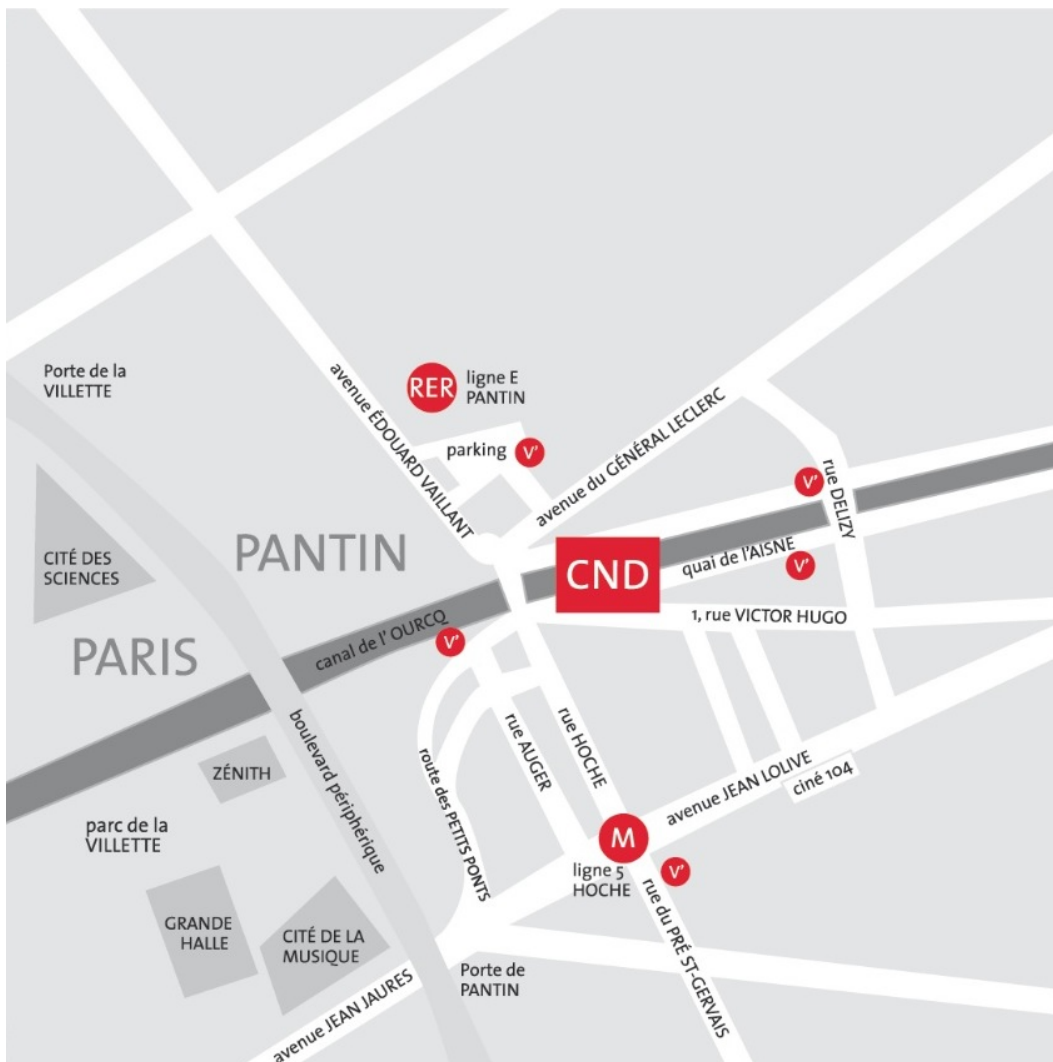 Porte de la
VILLETTE
avenue ÉDOUARD VAILLANT
RER
ligne E
PANTIN
parking
V'
avenue du GÉNÉRAL LECLERC
V'
rue DELIZY
CITÉ DES
SCIENCES
PANTIN
CND
quai de l'AISNE
V'
1, rue VICTOR HUGO
PARIS
canal de l' OURCQ
V'
boulevard périphérique
ZÉNITH
route des PETITS PONTS
rue AUGER
rue HOCHE
avenue JEAN LOLIVE
ciné 104
parc de la
VILLETTE
M
ligne 5
HOCHE
V'
rue du PRÉ ST-GERVAIS
GRANDE
HALLE
CITÉ DE LA
MUSIQUE
Porte de
PANTIN
avenue JEAN JAURES